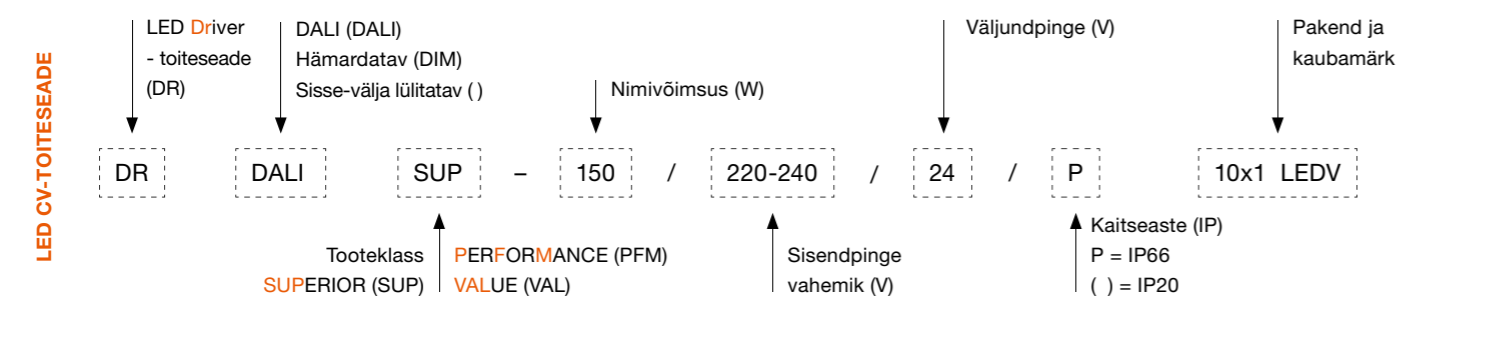 LED CV-TOITESEADE
LED Driver
- toiteseade
(DR)
DALI (DALI)
Hämardatav (DIM)
Sisse-välja lülitatav ( )
Nimivõimsus (W)
Väljundpinge (V)
Pakend ja
kaubamärk
DR DALI SUP – 150 / 220-240 / 24 / P 10x1 LEDV
Tooteklass
SUPERIOR (SUP)
PERFORMANCE (PFM)
VALUE (VAL)
Sisendpinge
vahemik (V)
Kaitseaste (IP)
P = IP66
( ) = IP20